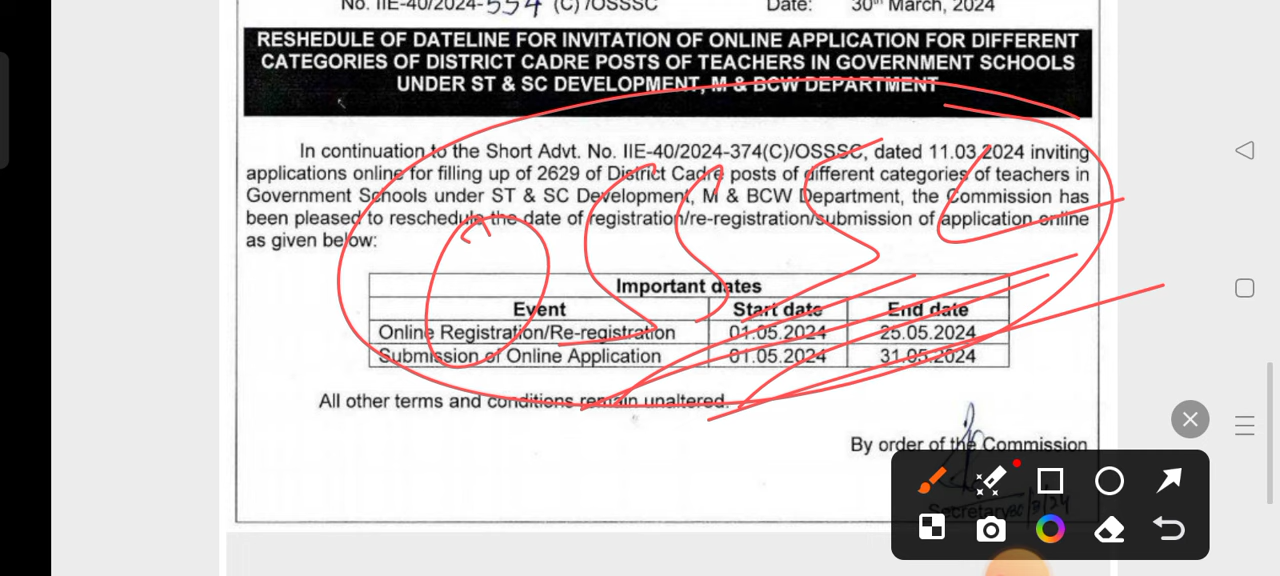 No. IIE-40/2024-554 (C) /OSSSC Date: 30th March, 2024
RESHEDULE OF DATELINE FOR INVITATION OF ONLINE APPLICATION FOR DIFFERENT
CATEGORIES OF DISTRICT CADRE POSTS OF TEACHERS IN GOVERNMENT SCHOOLS
UNDER ST & SC DEVELOPMENT, M & BCW DEPARTMENT
In continuation to the Short Advt. No. IIE-40/2024-374(C)/OSSSC, dated 11.03.2024 inviting
applications online for filling up of 2629 of District Cadre posts of different categories of teachers in
Government Schools under ST & SC Development, M & BCW Department, the Commission has
been pleased to reschedule the date of registration/re-registration/submission of application online
as given below:
OSSSC
Important dates
Event Start date End date
Online Registration/Re-registration 01.05.2024 25.05.2024
Submission of Online Application 01.05.2024 31.05.2024
All other terms and conditions remain unaltered.
By order of the Commission
Secretary